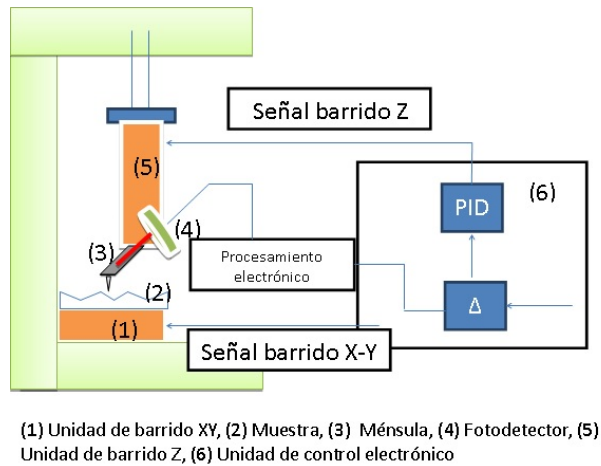 Señal barrido Z
(5)
(6)
PID
(4)
(3)
Procesamiento
electrónico
(2)
Δ
(1)
Señal barrido X-Y
(1) Unidad de barrido XY, (2) Muestra, (3) Ménsula, (4) Fotodetector, (5)
Unidad de barrido Z, (6) Unidad de control electrónico